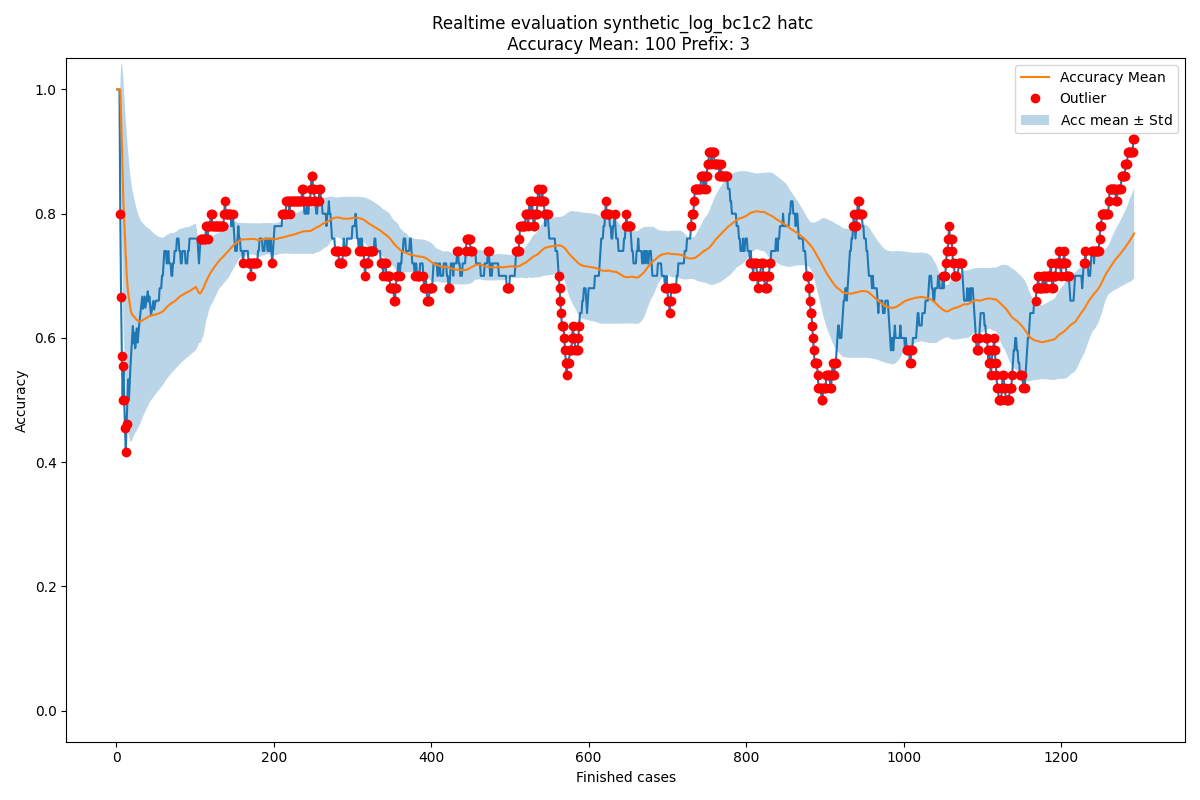 Realtime evaluation synthetic_log_bc1c2 hatc
Accuracy Mean: 100 Prefix: 3
Accuracy Mean
Outlier
Acc mean ± Std
1.0
0.8
0.6
0.4
0.2
0.0
Accuracy
0 200 400 600 800 1000 1200
Finished cases